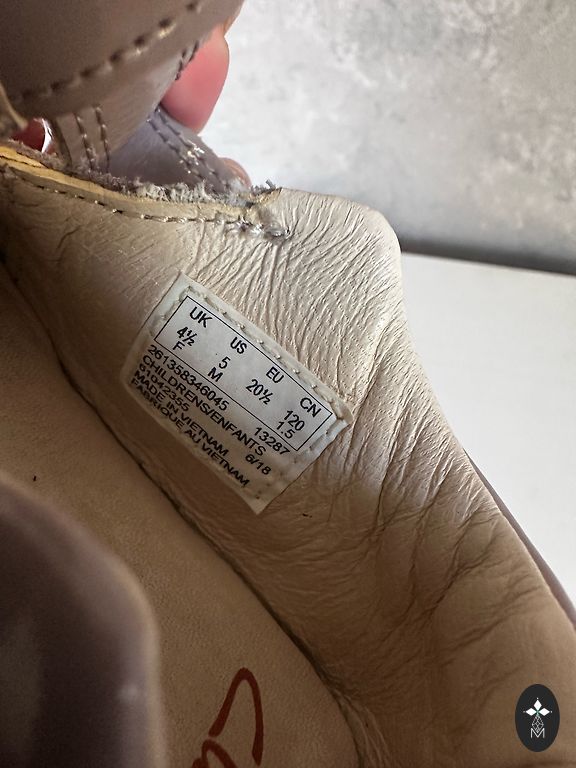 UK US EU CN
4½ 5 20½ 120
F M 1.5
261358346045 13287
CHILDRENS/ENFANTS
MADE IN VIETNAM 6/18
FABRIQUE AU VIETNAM